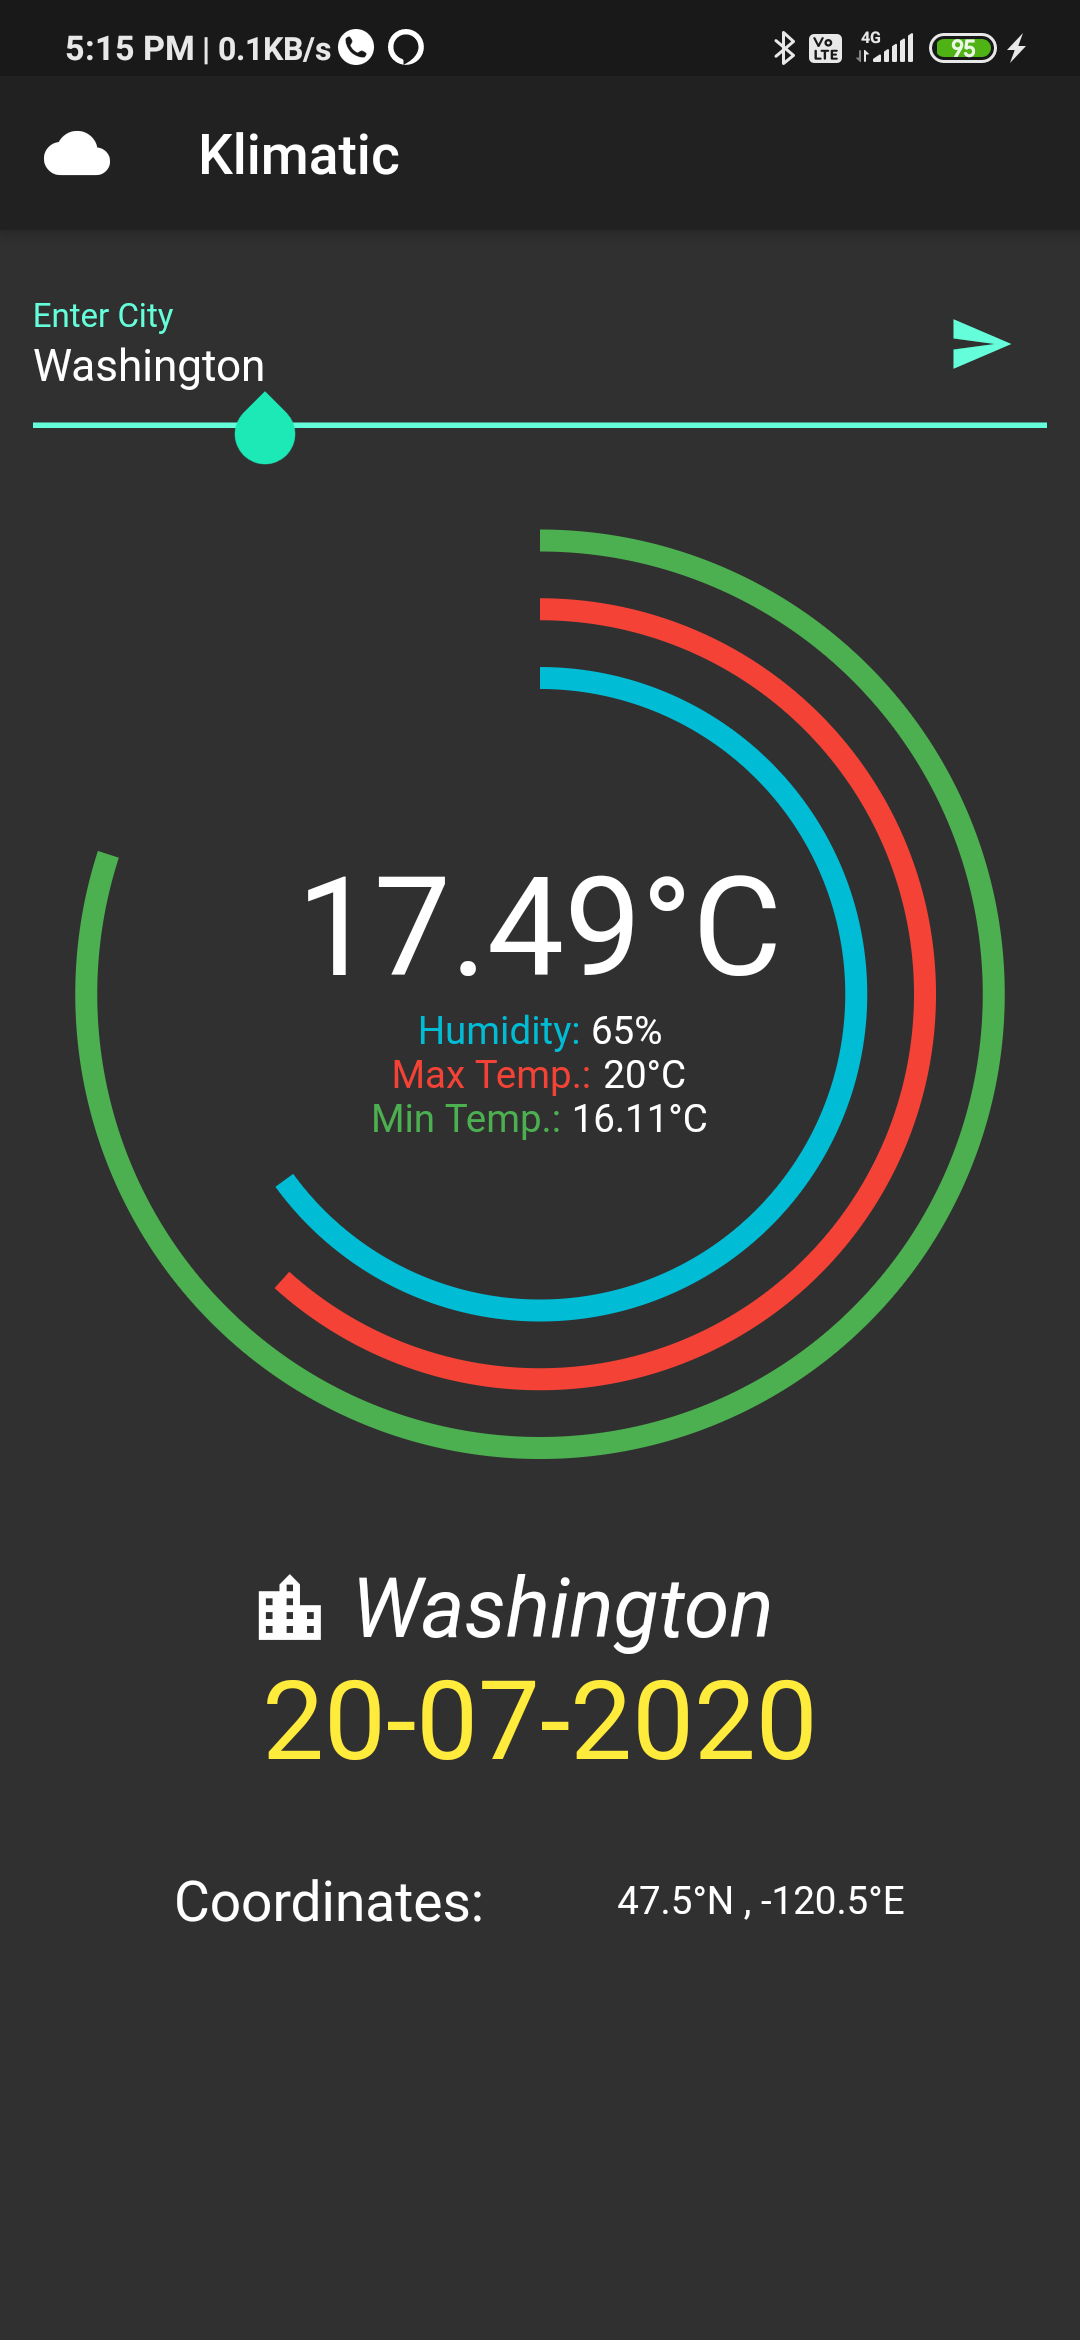 5:15 PM | 0.1KB/s Vo LTE 4G 95
Klimatic
Enter City
Washington
17.49°C
Humidity: 65%
Max Temp.: 20°C
Min Temp.: 16.11°C
Washington
20-07-2020
Coordinates: 47.5°N , -120.5°E